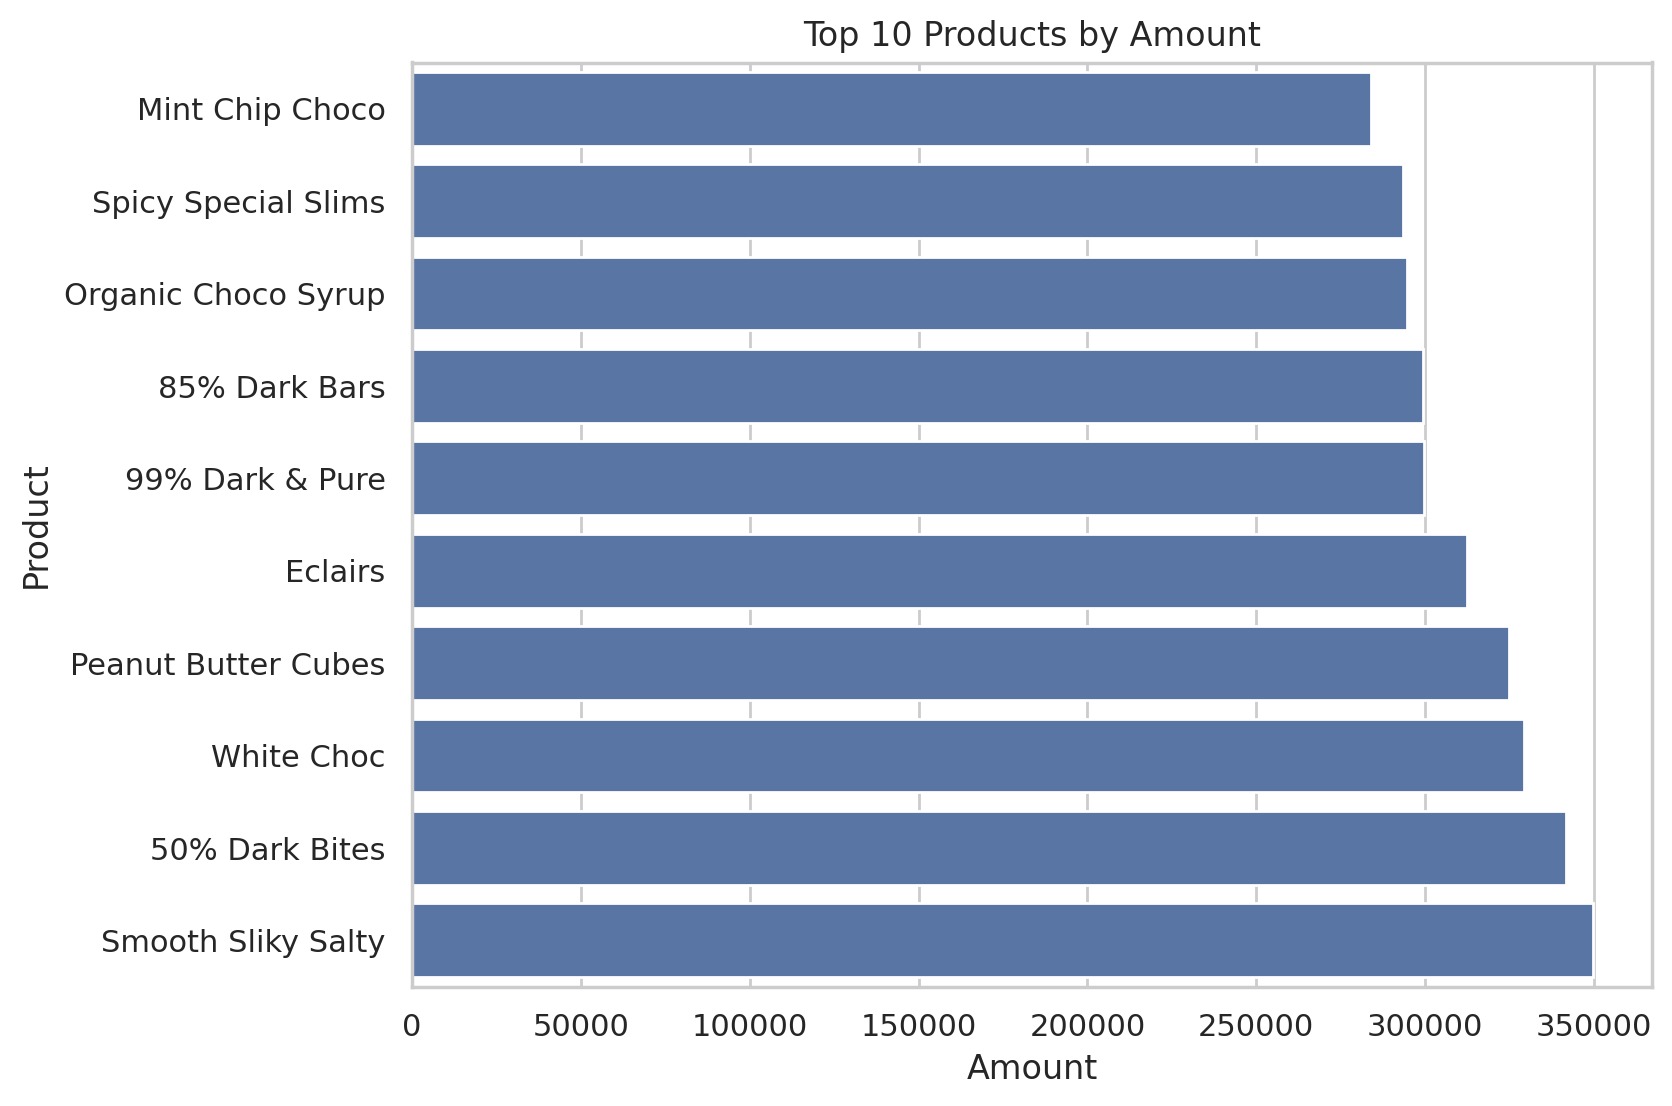 Top 10 Products by Amount
Product
Mint Chip Choco
Spicy Special Slims
Organic Choco Syrup
85% Dark Bars
99% Dark & Pure
Eclairs
Peanut Butter Cubes
White Choc
50% Dark Bites
Smooth Sliky Salty
0 50000 100000 150000 200000 250000 300000 350000
Amount